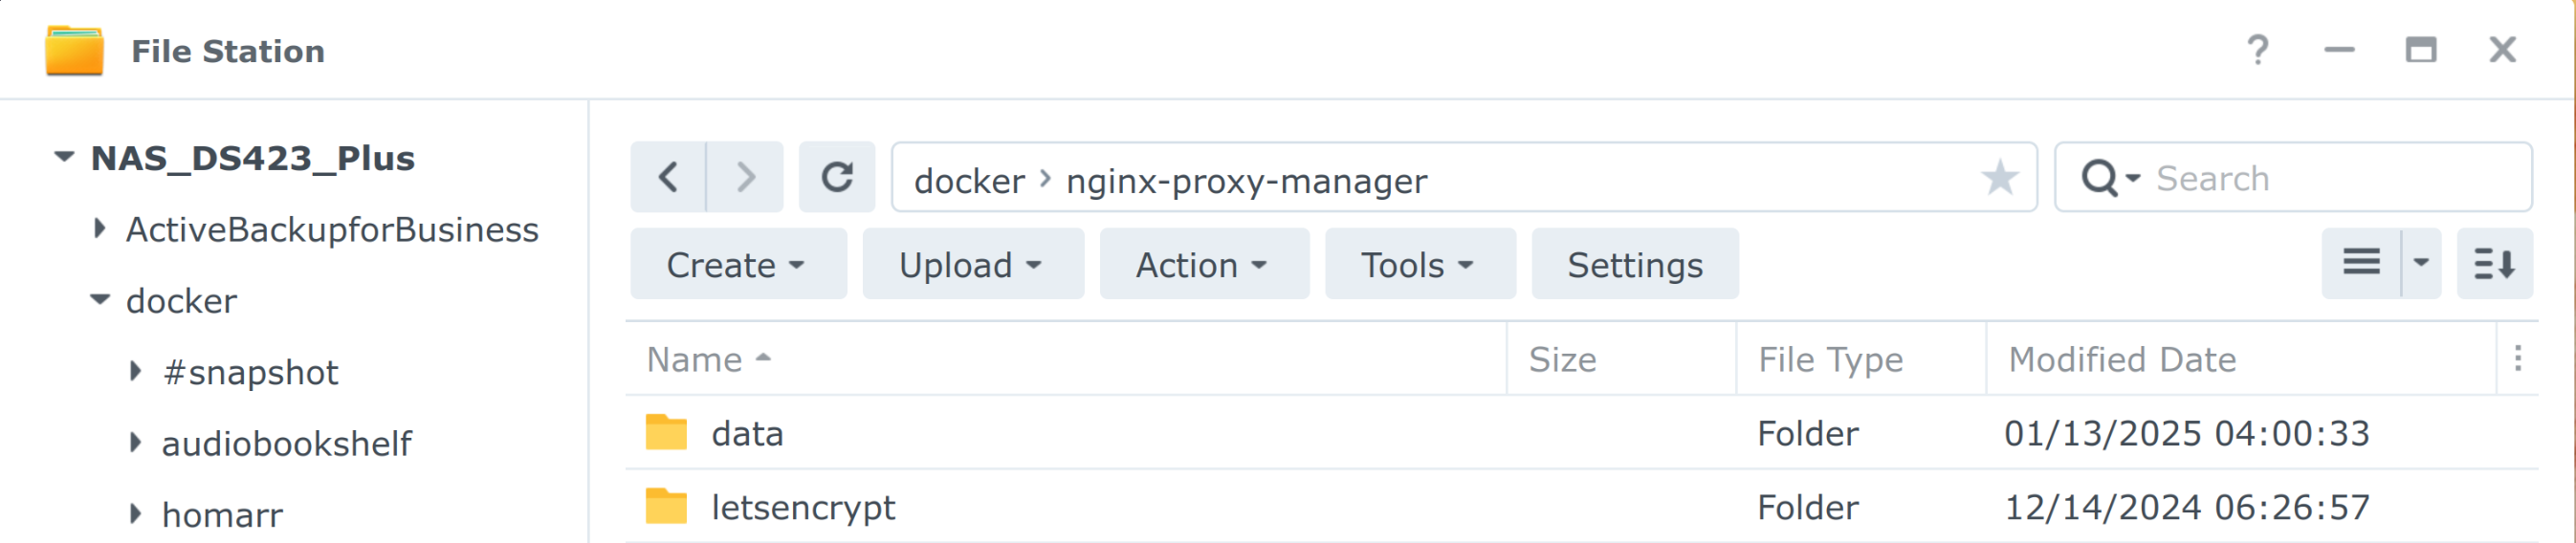 File Station
NAS_DS423_Plus
ActiveBackupforBusiness
docker
#snapshot
audiobookshelf
homarr
docker › nginx-proxy-manager
Search
Create Upload Action Tools Settings
Name Size File Type Modified Date
data Folder 01/13/2025 04:00:33
letsencrypt Folder 12/14/2024 06:26:57